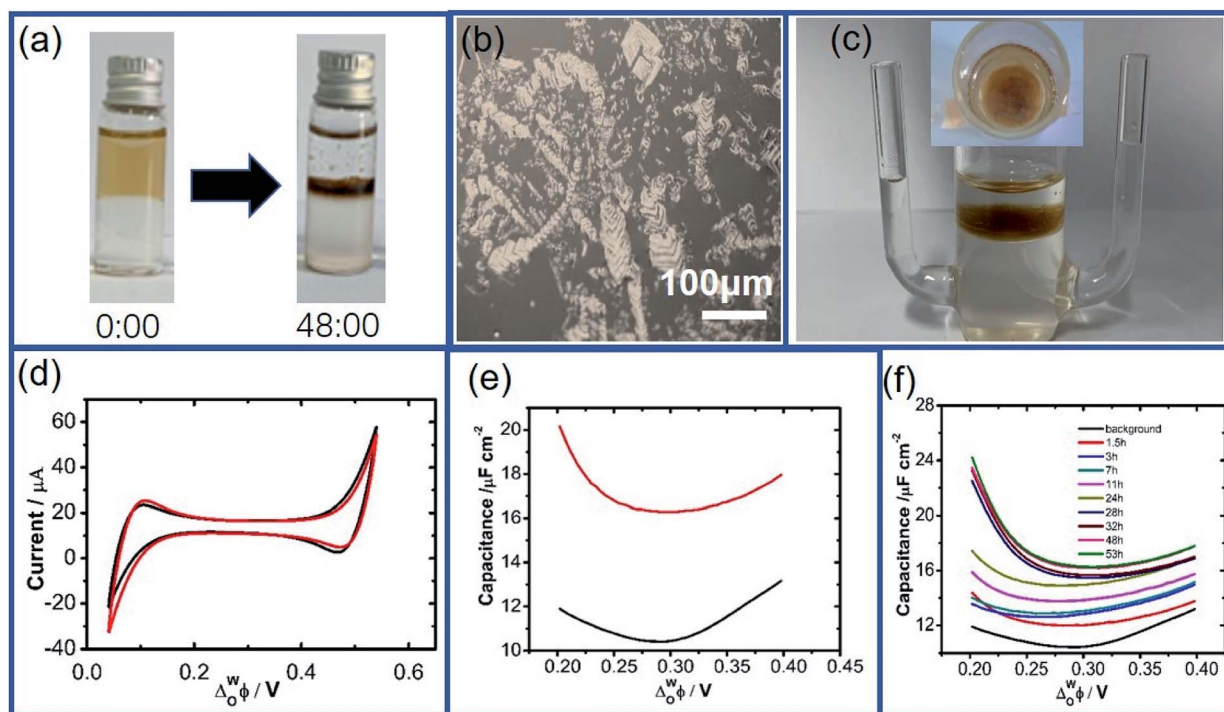 (a)
0:00
48:00
(b)
100μm
(c)
(d)
Current / μA
60
40
20
0
-20
-40
0.0
0.2
0.4
0.6
Δ_o^w ϕ / V
(e)
Capacitance /μF cm⁻²
20
18
16
14
12
10
0.20
0.25
0.30
0.35
0.40
0.45
Δ_o^w ϕ / V
(f)
Capacitance /μF cm⁻²
28
24
20
16
12
background
1.5h
3h
7h
11h
24h
28h
32h
48h
53h
0.20
0.25
0.30
0.35
0.40
Δ_o^w ϕ / V